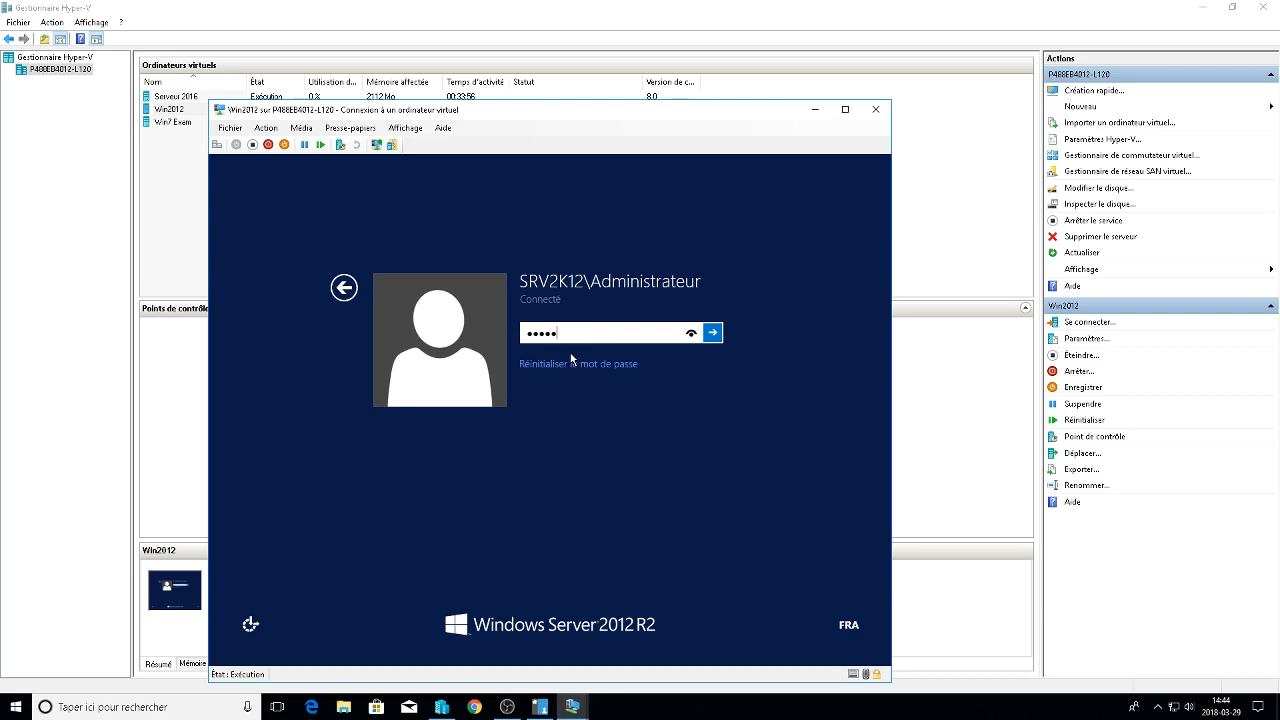 Gestionnaire Hyper-V
Fichier Action Affichage ?
Gestionnaire Hyper-V
P488EB4012-L120
Ordinateurs virtuels
Nom État Utilisation d... Mémoire affectée Temps d'activité Statut Version de c...
Serveur 2016 Exécution 0 % 2112 Mo 00:33:56 8.0
Win2012
Win7 Exam
Points de contrôle
Win2012
Résumé Mémoire
Win2012 sur P488EB4012-L120 - Connexion à un ordinateur virtuel
Fichier Action Média Presse-papiers Affichage Aide
SRV2K12\Administrateur
Connecté
•••••
Réinitialiser le mot de passe
Windows Server 2012 R2
FRA
État : Exécution
Actions
P488EB4012-L120
Création rapide...
Nouveau
Importer un ordinateur virtuel...
Paramètres Hyper-V...
Gestionnaire de commutateur virtuel...
Gestionnaire de réseau SAN virtuel...
Modifier le disque...
Inspecter le disque...
Arrêter le service
Supprimer le serveur
Actualiser
Affichage
Aide
Win2012
Se connecter...
Paramètres...
Éteindre...
Arrêter...
Enregistrer
Suspendre
Réinitialiser
Point de contrôle
Déplacer...
Exporter...
Renommer...
Aide
Taper ici pour rechercher
14:44
2018-03-29